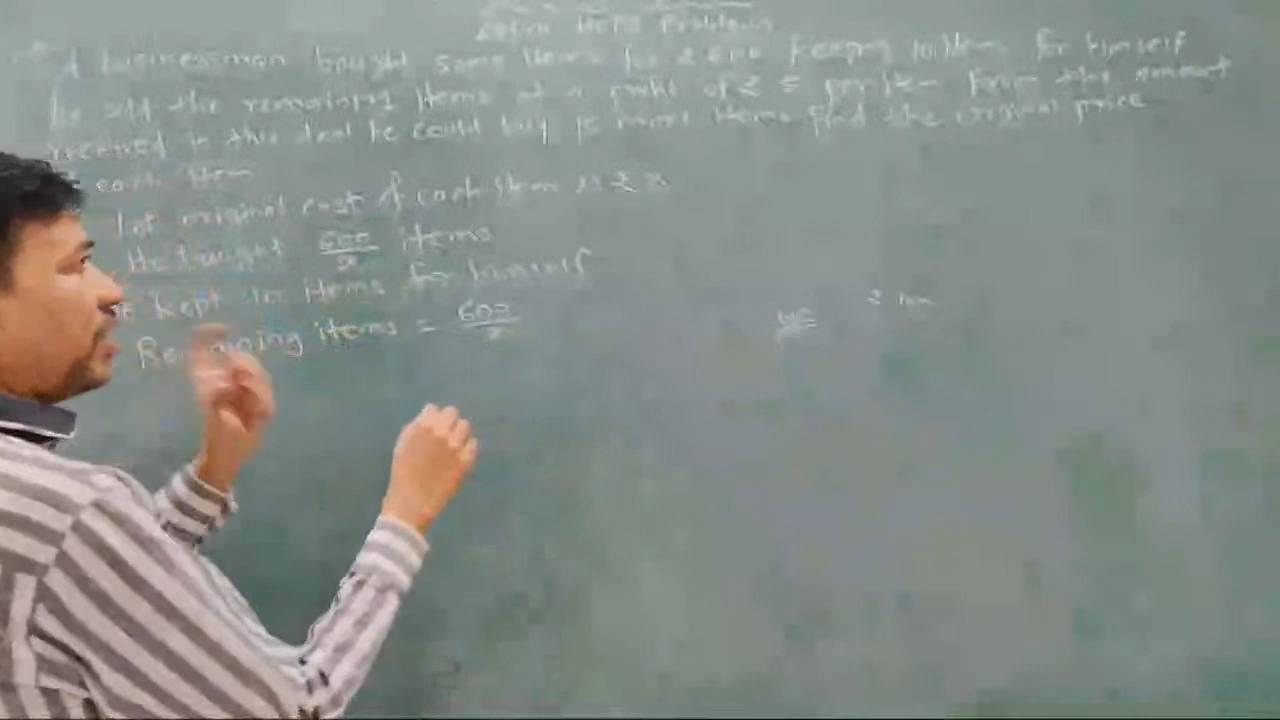 Solve HOTS Problems
A businessman bought some items for ₹ 600 keeping 10 items for himself
he sold the remaining items at a profit of ₹ 5 per item from the amount
received in this deal he could buy 15 more items find the original price
each item
Let original cost of each item is ₹ x
He bought 600/x items
kept 10 items for himself
Remaining items = 600/x